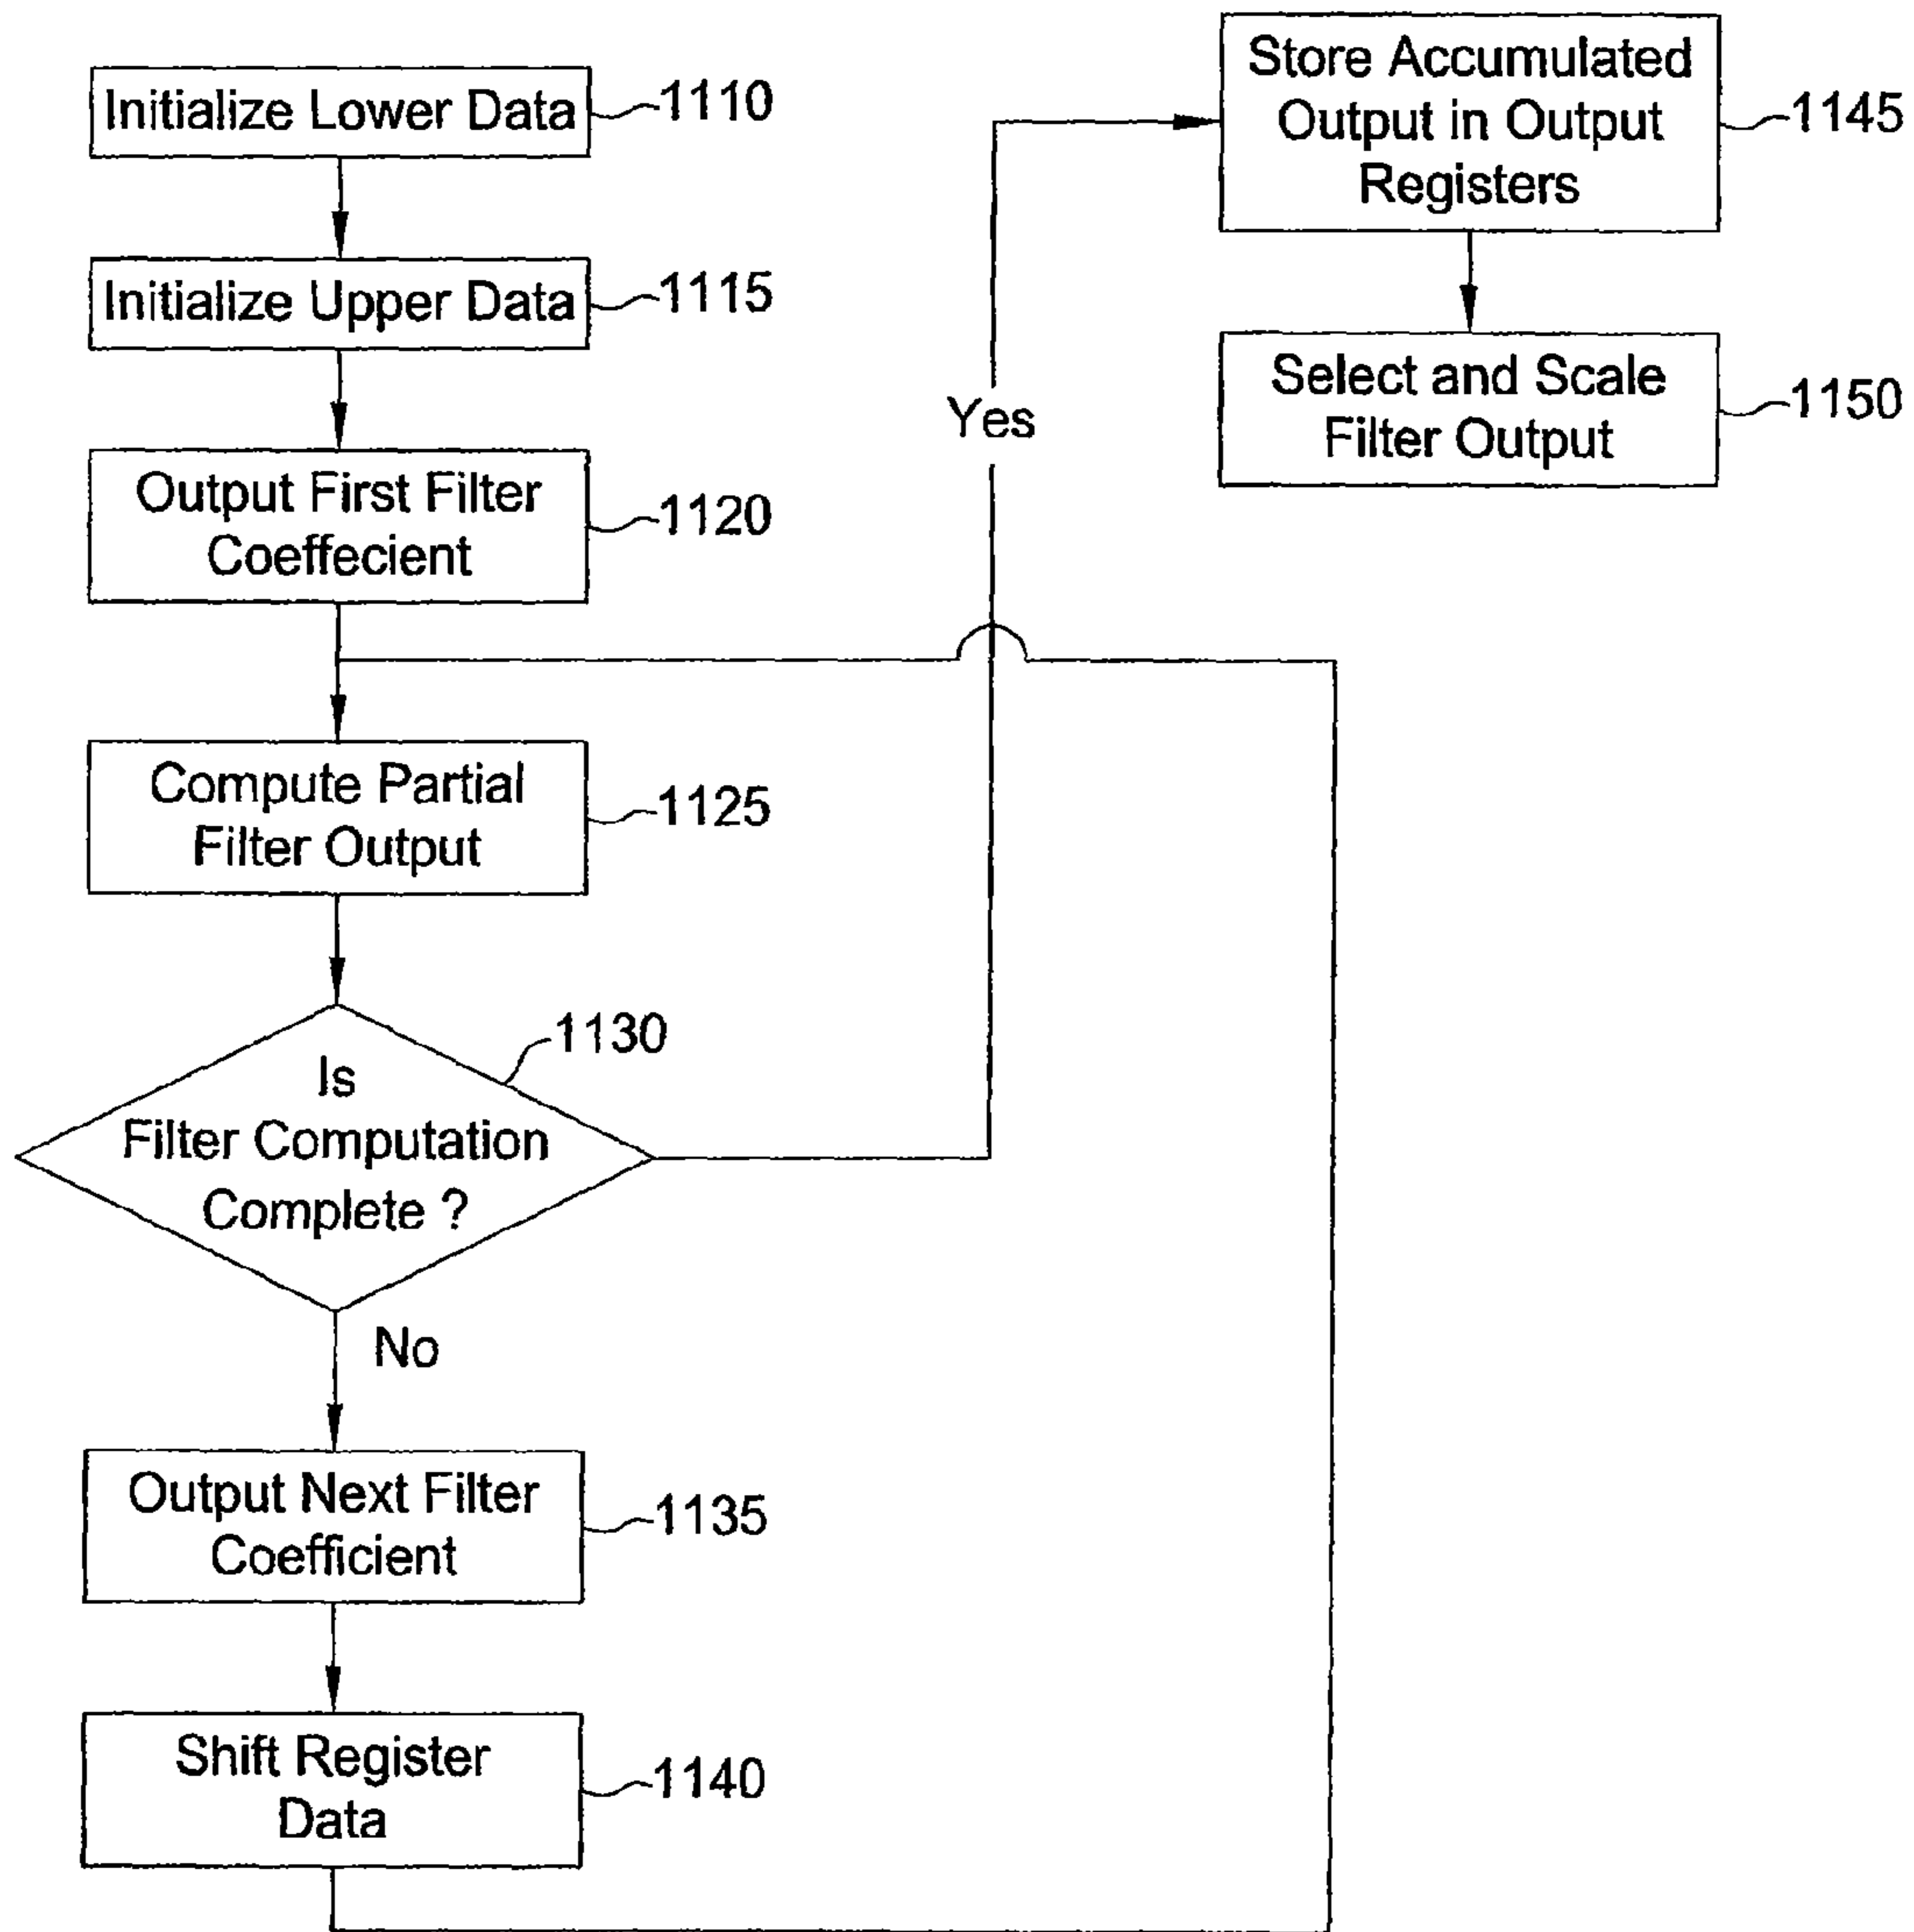 Initialize Lower Data
1110
Initialize Upper Data
1115
Output First Filter
Coeffecient
1120
Compute Partial
Filter Output
1125
Is
Filter Computation
Complete ?
1130
No
Output Next Filter
Coefficient
1135
Shift Register
Data
1140
Yes
Store Accumulated
Output in Output
Registers
1145
Select and Scale
Filter Output
1150